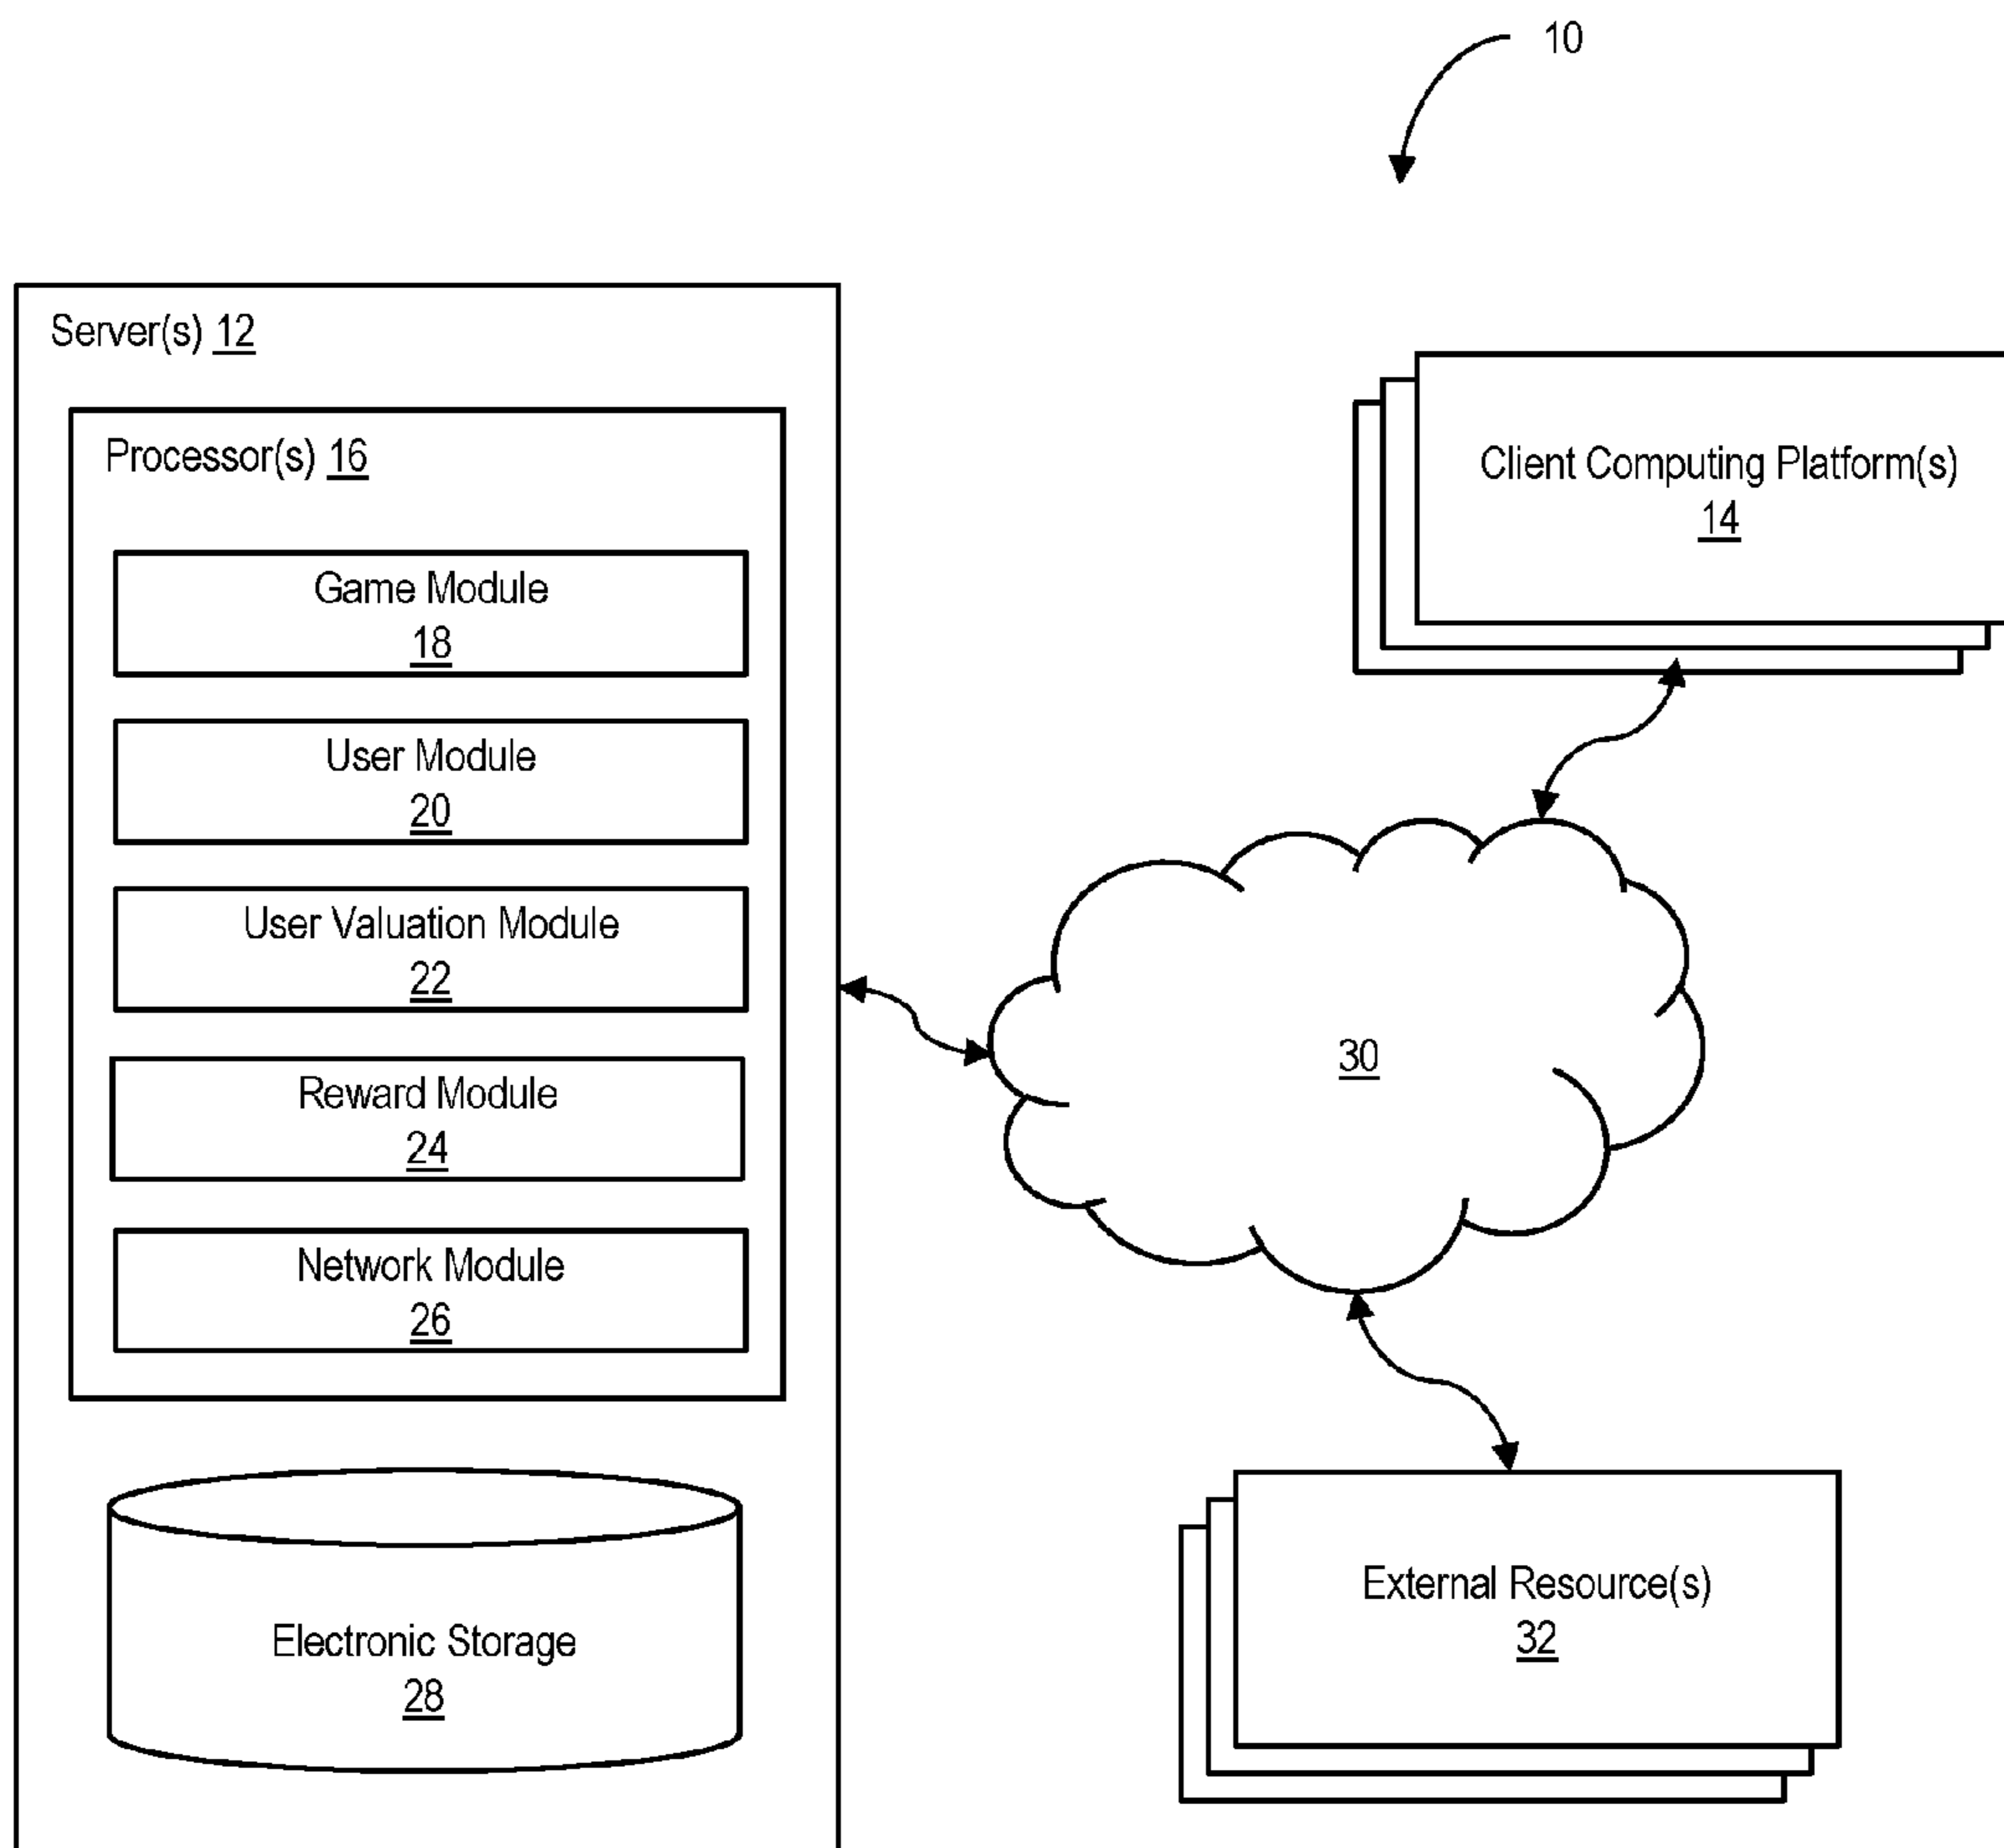 10
Server(s) 12
Processor(s) 16
Game Module
18
User Module
20
User Valuation Module
22
Reward Module
24
Network Module
26
Electronic Storage
28
Client Computing Platform(s)
14
30
External Resource(s)
32